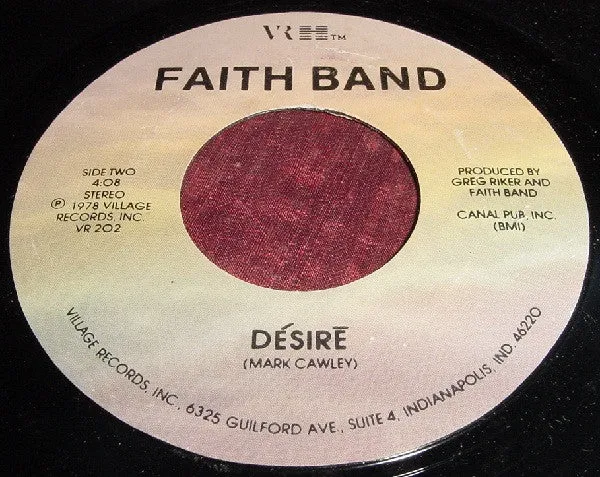 VR H™
FAITH BAND
SIDE TWO
4:08
STEREO
Ⓟ 1978 VILLAGE
RECORDS, INC.
VR 202
PRODUCED BY
GREG RIKER AND
FAITH BAND
CANAL PUB, INC.
(BMI)
DÉSIRĒ
(MARK CAWLEY)
VILLAGE RECORDS, INC., 6325 GUILFORD AVE., SUITE 4, INDIANAPOLIS, IND. 46220